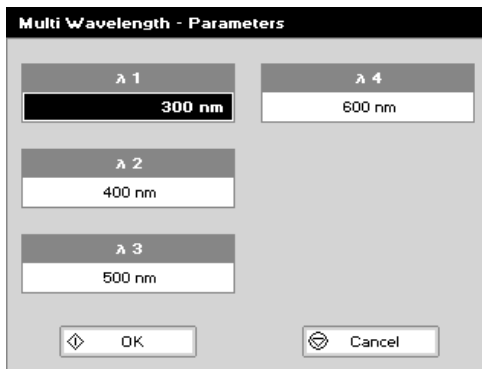 Multi Wavelength - Parameters
λ 1
300 nm
λ 4
600 nm
λ 2
400 nm
λ 3
500 nm
OK
Cancel